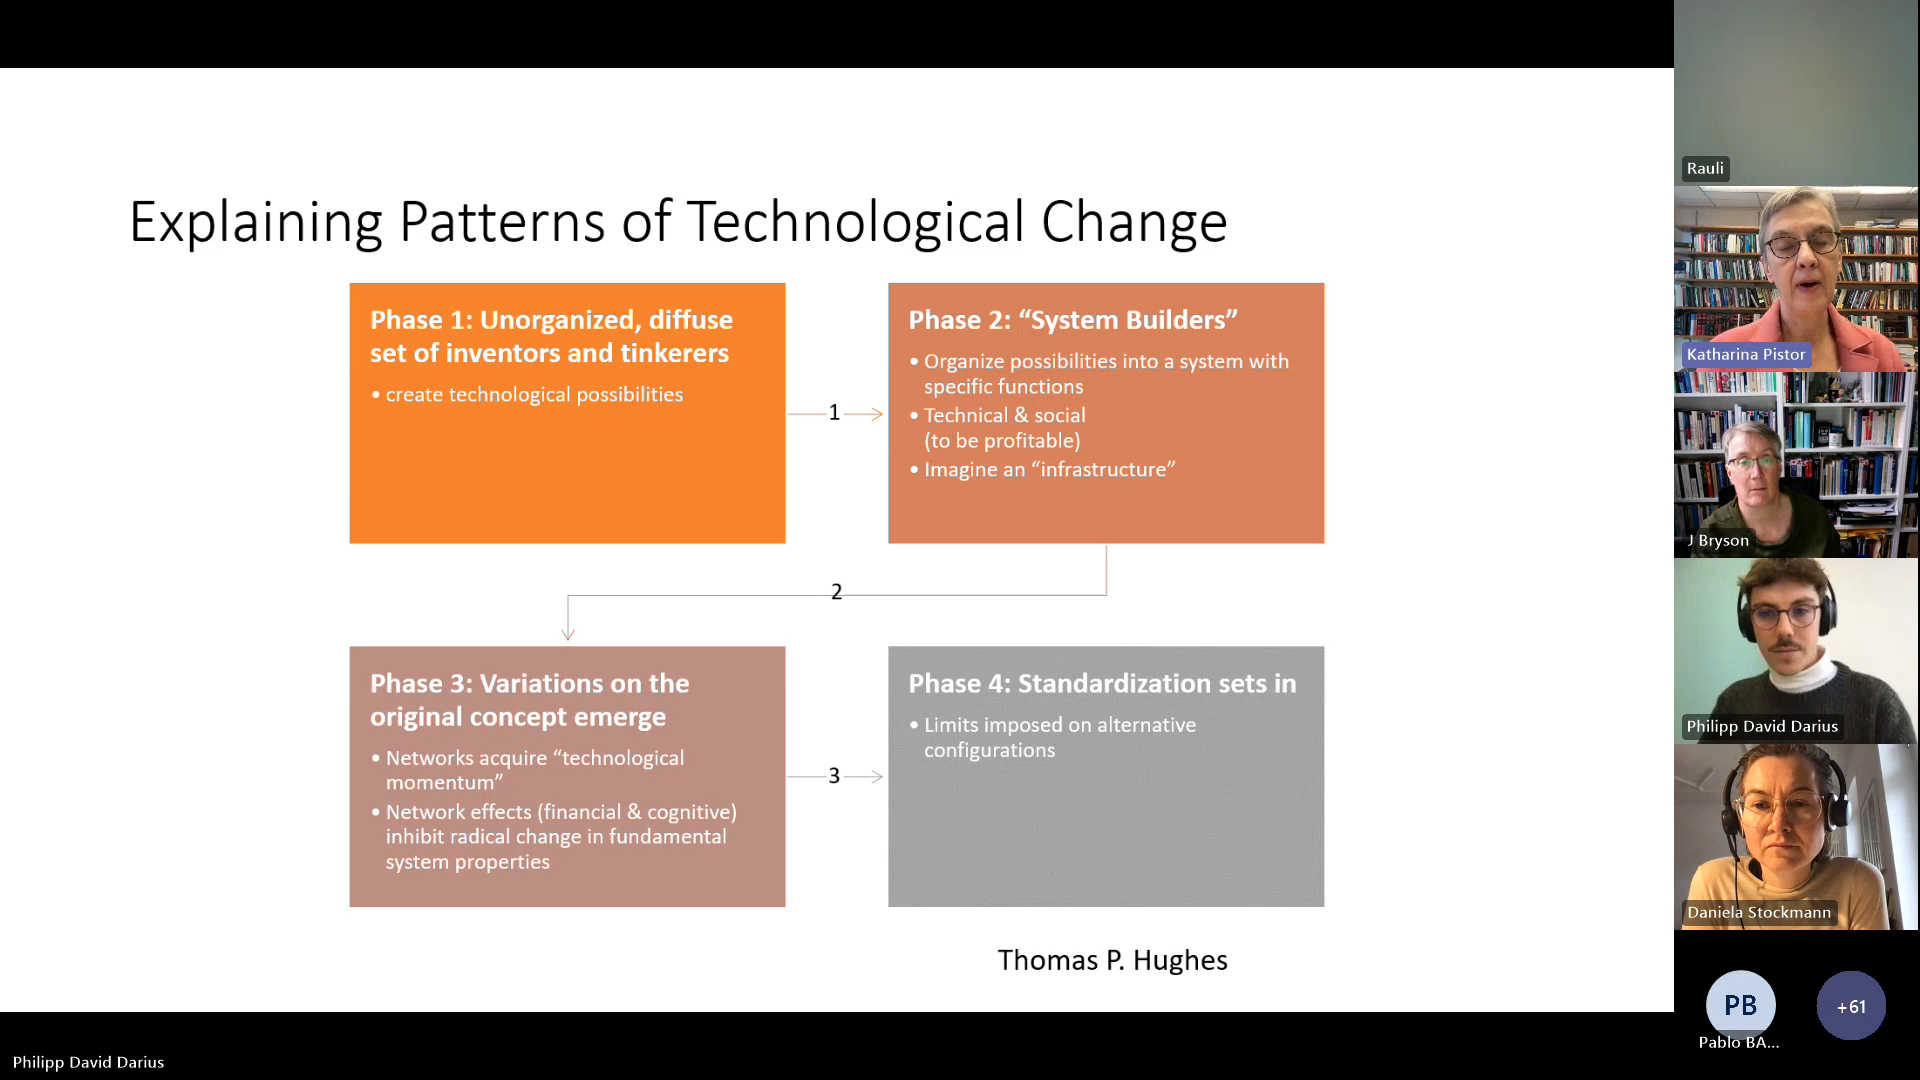 Explaining Patterns of Technological Change
Phase 1: Unorganized, diffuse
set of inventors and tinkerers
• create technological possibilities
1
Phase 2: “System Builders”
• Organize possibilities into a system with
specific functions
• Technical & social
(to be profitable)
• Imagine an “infrastructure”
2
Phase 3: Variations on the
original concept emerge
• Networks acquire “technological
momentum”
• Network effects (financial & cognitive)
inhibit radical change in fundamental
system properties
3
Phase 4: Standardization sets in
• Limits imposed on alternative
configurations
Thomas P. Hughes
Rauli
Katharina Pistor
J Bryson
Philipp David Darius
Daniela Stockmann
PB
+61
Pablo BA...
Philipp David Darius